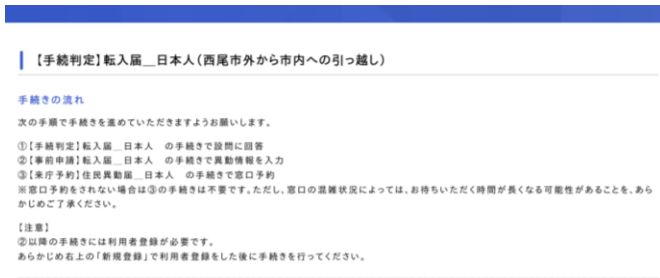 【手続判定】転入届__日本人(西尾市外から市内への引っ越し)
手続きの流れ
次の手順で手続きを進めていただきますようお願いします。
①【手続判定】転入届__日本人　の手続きで設問に回答
②【事前申請】転入届__日本人　の手続きで異動情報を入力
③【来庁予約】住民異動届__日本人　の手続きで窓口予約
※窓口予約をされない場合は③の手続きは不要です。ただし、窓口の混雑状況によっては、お待ちいただく時間が長くなる可能性があることを、あら
かじめご了承ください。
【注意】
②以降の手続きには利用者登録が必要です。
あらかじめ右上の「新規登録」で利用者登録をした後に手続きを行ってください。